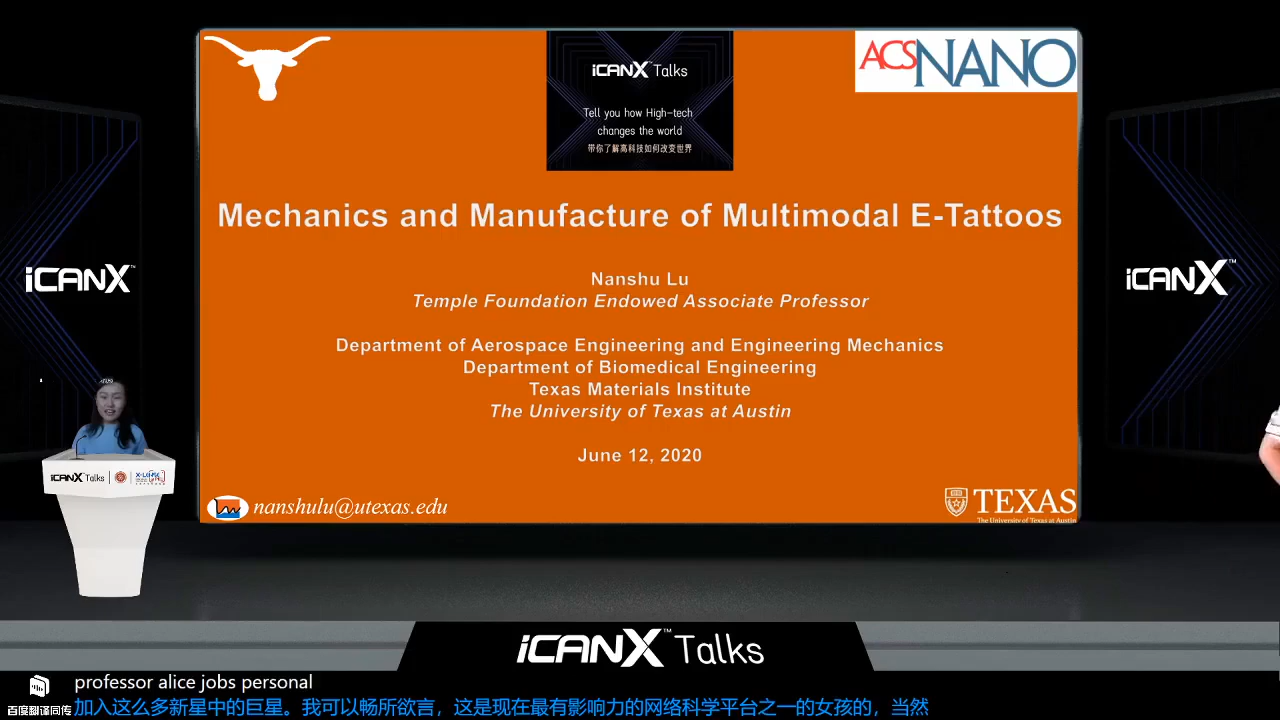 iCANX Talks
Tell you how High-tech
changes the world
带你了解高科技如何改变世界
ACSNANO
Mechanics and Manufacture of Multimodal E-Tattoos
Nanshu Lu
Temple Foundation Endowed Associate Professor
Department of Aerospace Engineering and Engineering Mechanics
Department of Biomedical Engineering
Texas Materials Institute
The University of Texas at Austin
June 12, 2020
nanshulu@utexas.edu
TEXAS
The University of Texas at Austin
iCANX™
iCANX™
iCANX Talks
iCANX™ Talks
professor alice jobs personal
百度翻译同传
加入这么多新星中的巨星。我可以畅所欲言，这是现在最有影响力的网络科学平台之一的女孩的，当然